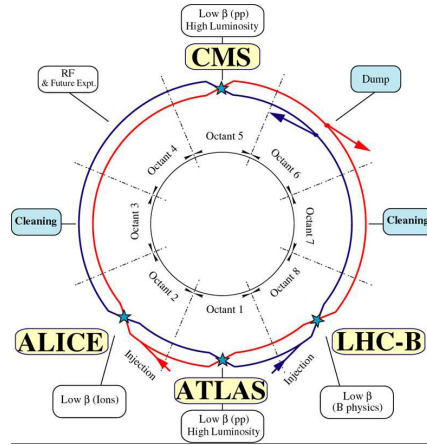 Low β (pp)
High Luminosity
CMS
RF
& Future Expt.
Dump
Octant 5
Octant 4
Octant 6
Cleaning
Octant 3
Octant 7
Cleaning
Octant 2
Octant 8
Octant 1
ALICE
LHC-B
Injection
Injection
ATLAS
Low β (Ions)
Low β
(B physics)
Low β (pp)
High Luminosity